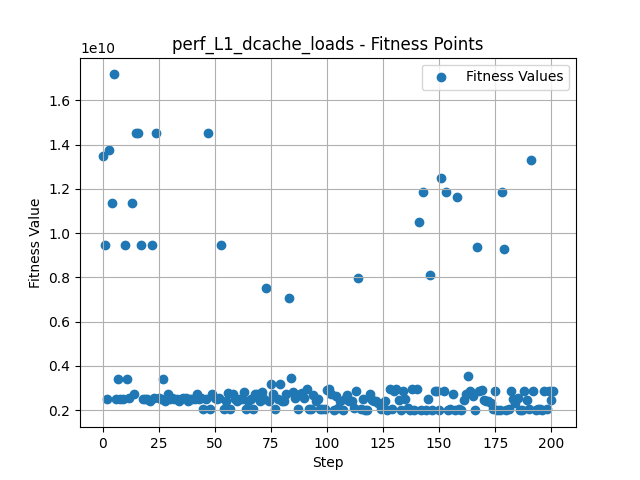 perf_L1_dcache_loads - Fitness Points
1e10
Fitness Values
1.6
1.4
1.2
1.0
0.8
0.6
0.4
0.2
Fitness Value
0 25 50 75 100 125 150 175 200
Step